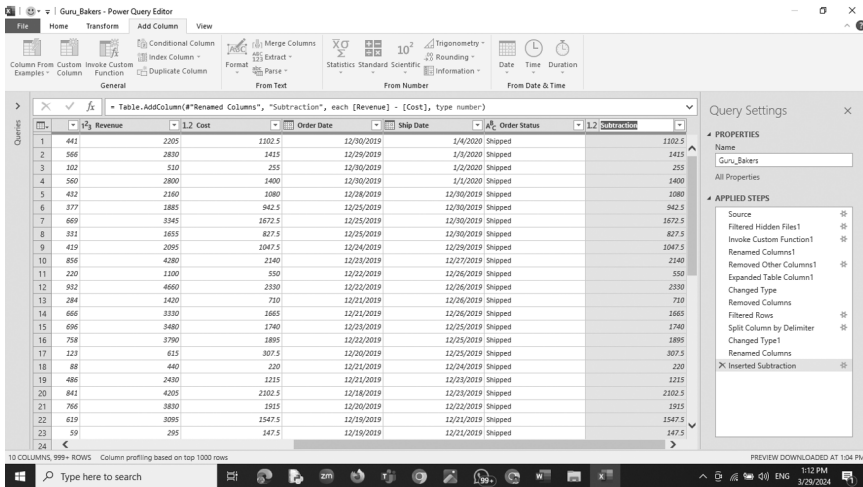 Guru_Bakers - Power Query Editor
File Home Transform Add Column View
Column From Examples Custom Column Invoke Custom Function Conditional Column Index Column Duplicate Column
General
Format Merge Columns Extract Parse
From Text
Statistics Standard Scientific Trigonometry Rounding Information
From Number
Date Time Duration
From Date & Time
= Table.AddColumn(#"Renamed Columns", "Subtraction", each [Revenue] - [Cost], type number)
Queries
Revenue 1.2 Cost Order Date Ship Date Order Status 1.2 Subtraction
1 441 2205 1102.5 12/30/2019 1/4/2020 Shipped 1102.5
2 566 2830 1415 12/29/2019 1/3/2020 Shipped 1415
3 102 510 255 12/30/2019 1/2/2020 Shipped 255
4 560 2800 1400 12/30/2019 1/1/2020 Shipped 1400
5 432 2160 1080 12/28/2019 12/30/2019 Shipped 1080
6 377 1885 942.5 12/25/2019 12/30/2019 Shipped 942.5
7 669 3345 1672.5 12/25/2019 12/30/2019 Shipped 1672.5
8 331 1655 827.5 12/25/2019 12/30/2019 Shipped 827.5
9 419 2095 1047.5 12/24/2019 12/29/2019 Shipped 1047.5
10 856 4280 2140 12/23/2019 12/27/2019 Shipped 2140
11 220 1100 550 12/22/2019 12/26/2019 Shipped 550
12 932 4660 2330 12/22/2019 12/26/2019 Shipped 2330
13 284 1420 710 12/21/2019 12/26/2019 Shipped 710
14 666 3330 1665 12/21/2019 12/26/2019 Shipped 1665
15 696 3480 1740 12/23/2019 12/25/2019 Shipped 1740
16 758 3790 1895 12/22/2019 12/25/2019 Shipped 1895
17 123 615 307.5 12/20/2019 12/25/2019 Shipped 307.5
18 88 440 220 12/21/2019 12/24/2019 Shipped 220
19 486 2430 1215 12/21/2019 12/23/2019 Shipped 1215
20 841 4205 2102.5 12/18/2019 12/23/2019 Shipped 2102.5
21 766 3830 1915 12/20/2019 12/22/2019 Shipped 1915
22 619 3095 1547.5 12/19/2019 12/21/2019 Shipped 1547.5
23 59 295 147.5 12/19/2019 12/21/2019 Shipped 147.5
24
Query Settings
PROPERTIES
Name
Guru_Bakers
All Properties
APPLIED STEPS
Source
Filtered Hidden Files1
Invoke Custom Function1
Renamed Columns1
Removed Other Columns1
Expanded Table Column1
Changed Type
Removed Columns
Filtered Rows
Split Column by Delimiter
Changed Type1
Renamed Columns
Inserted Subtraction
10 COLUMNS, 999+ ROWS Column profiling based on top 1000 rows PREVIEW DOWNLOADED AT 1:04 PM
Type here to search zm 99+ ENG 1:12 PM
3/29/2024